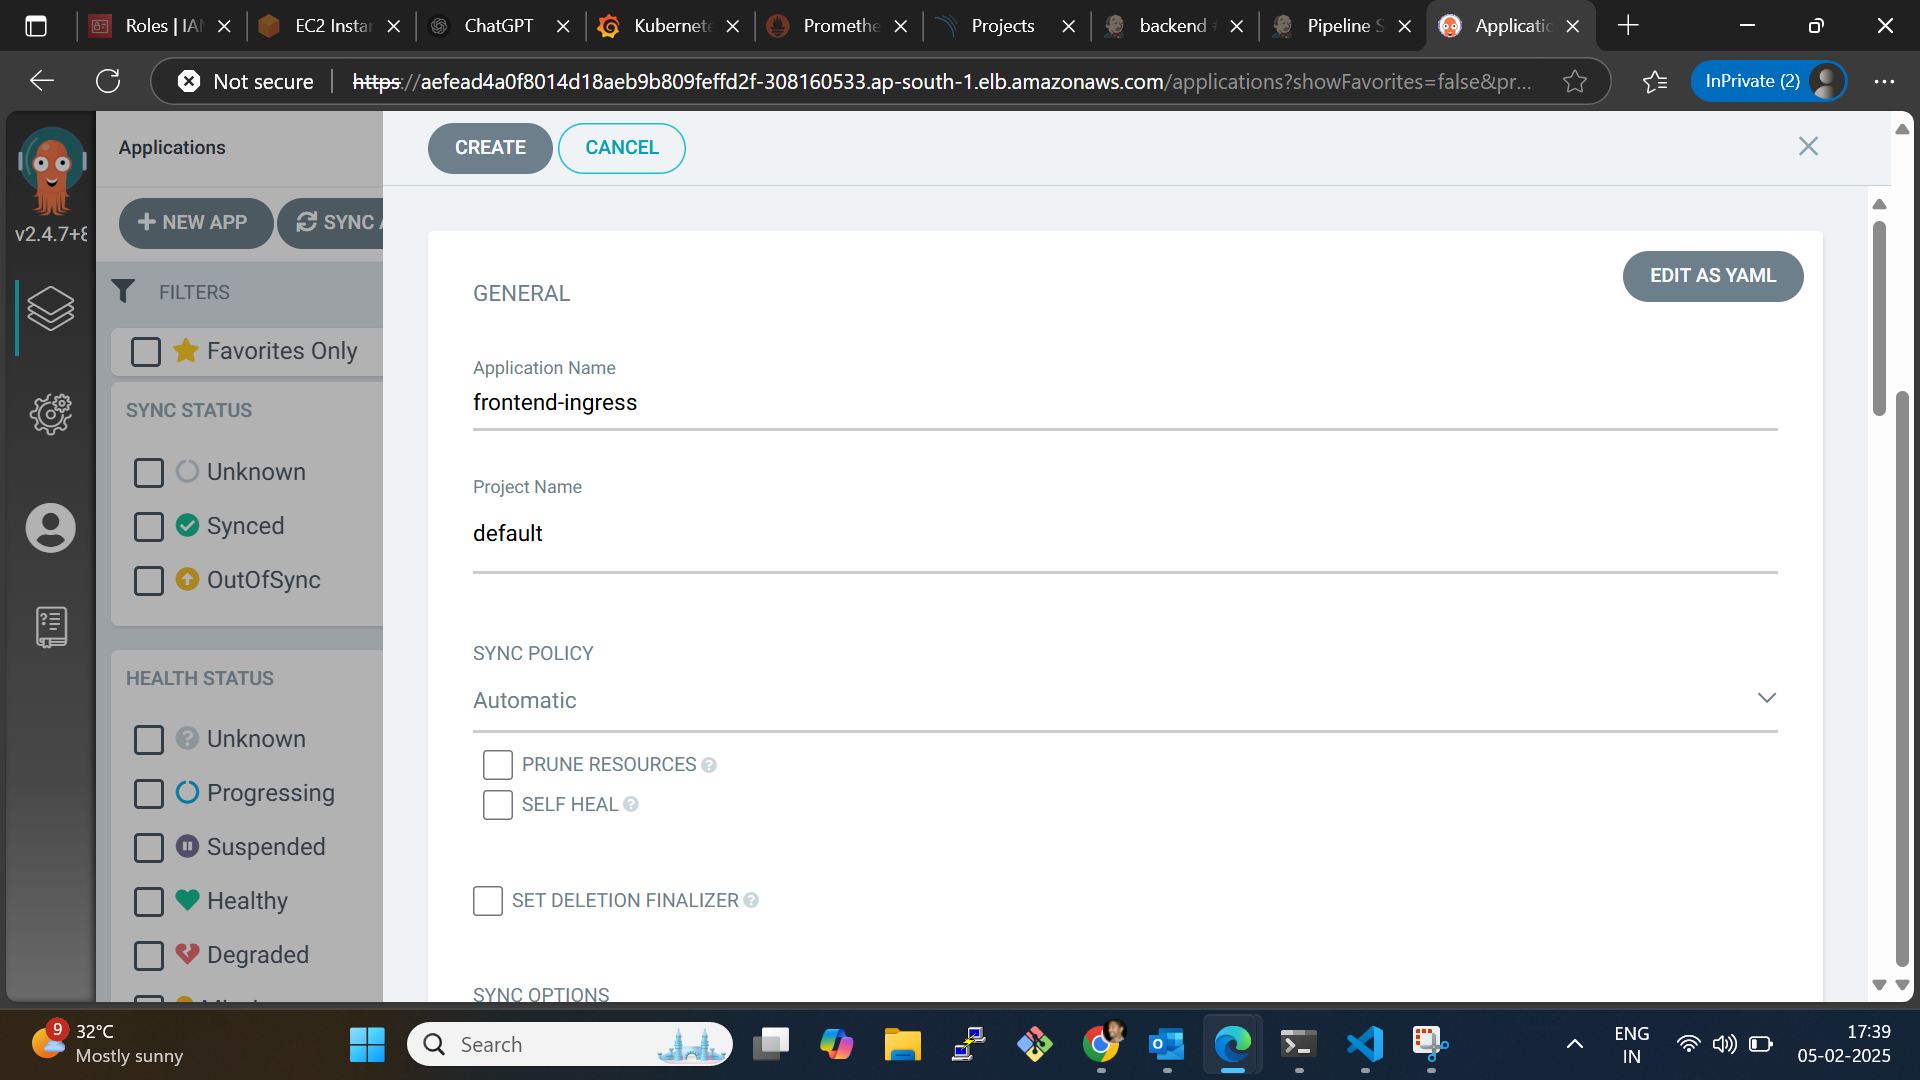 Roles | IAM
EC2 Instan
ChatGPT
Kubernete
Promethe
Projects
backend
Pipeline S
Applicatio
Not secure
https://aefead4a0f8014d18aeb9b809feffd2f-308160533.ap-south-1.elb.amazonaws.com/applications?showFavorites=false&pr...
InPrivate (2)
v2.4.7+8
Applications
+ NEW APP
SYNC A
FILTERS
Favorites Only
SYNC STATUS
Unknown
Synced
OutOfSync
HEALTH STATUS
Unknown
Progressing
Suspended
Healthy
Degraded
CREATE
CANCEL
EDIT AS YAML
GENERAL
Application Name
frontend-ingress
Project Name
default
SYNC POLICY
Automatic
PRUNE RESOURCES
SELF HEAL
SET DELETION FINALIZER
SYNC OPTIONS
9
32°C
Mostly sunny
Search
ENG
IN
17:39
05-02-2025